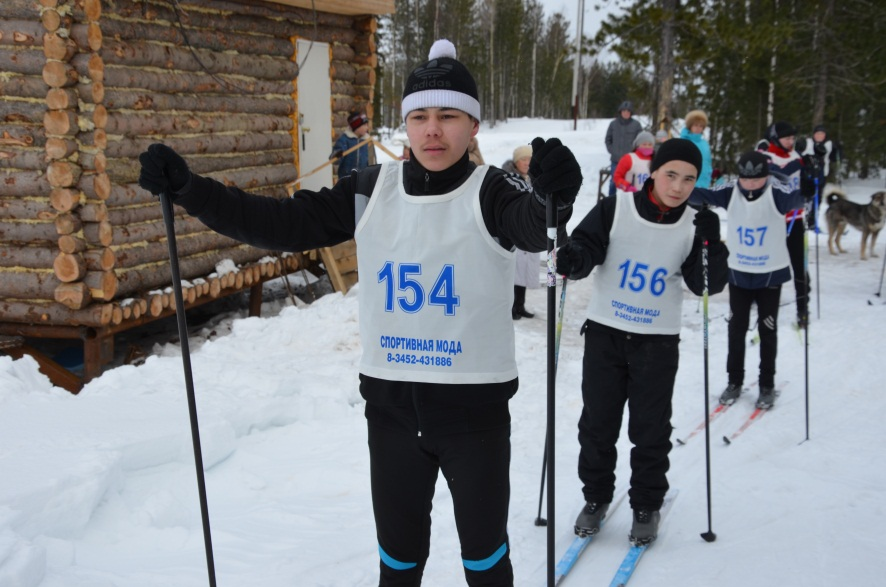 adidas
154
СПОРТИВНАЯ МОДА
8-3452-431886
156
СПОРТИВНАЯ МОДА
8-3452-431886
157